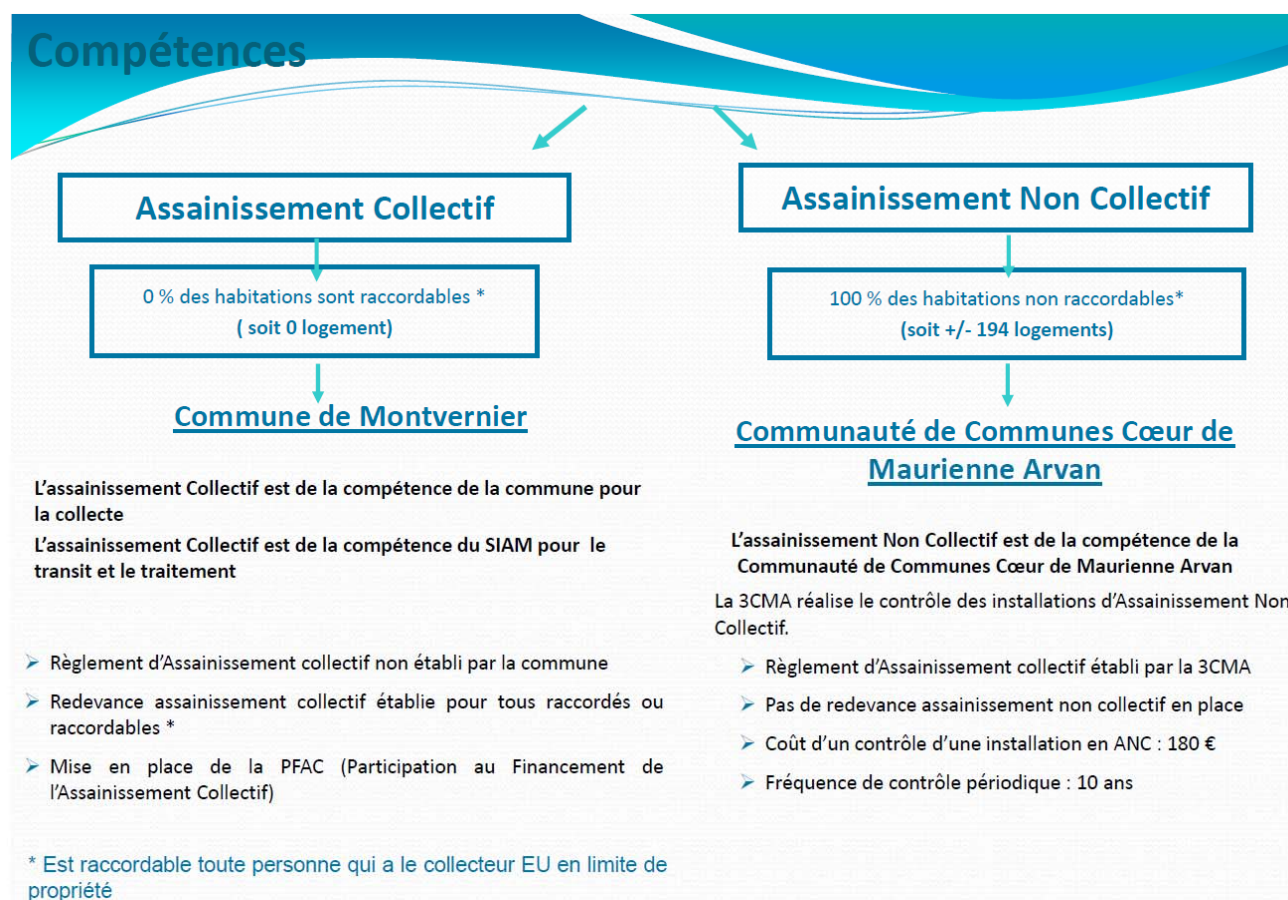 Compétences
Assainissement Collectif
0 % des habitations sont raccordables *
( soit 0 logement)
Commune de Montvernier
L’assainissement Collectif est de la compétence de la commune pour
la collecte
L’assainissement Collectif est de la compétence du SIAM pour le
transit et le traitement
➢ Règlement d’Assainissement collectif non établi par la commune
➢ Redevance assainissement collectif établie pour tous raccordés ou
raccordables *
➢ Mise en place de la PFAC (Participation au Financement de
l’Assainissement Collectif)
* Est raccordable toute personne qui a le collecteur EU en limite de
propriété
Assainissement Non Collectif
100 % des habitations non raccordables*
(soit +/- 194 logements)
Communauté de Communes Cœur de
Maurienne Arvan
L’assainissement Non Collectif est de la compétence de la
Communauté de Communes Cœur de Maurienne Arvan
La 3CMA réalise le contrôle des installations d’Assainissement Non
Collectif.
➢ Règlement d’Assainissement collectif établi par la 3CMA
➢ Pas de redevance assainissement non collectif en place
➢ Coût d’un contrôle d’une installation en ANC : 180 €
➢ Fréquence de contrôle périodique : 10 ans